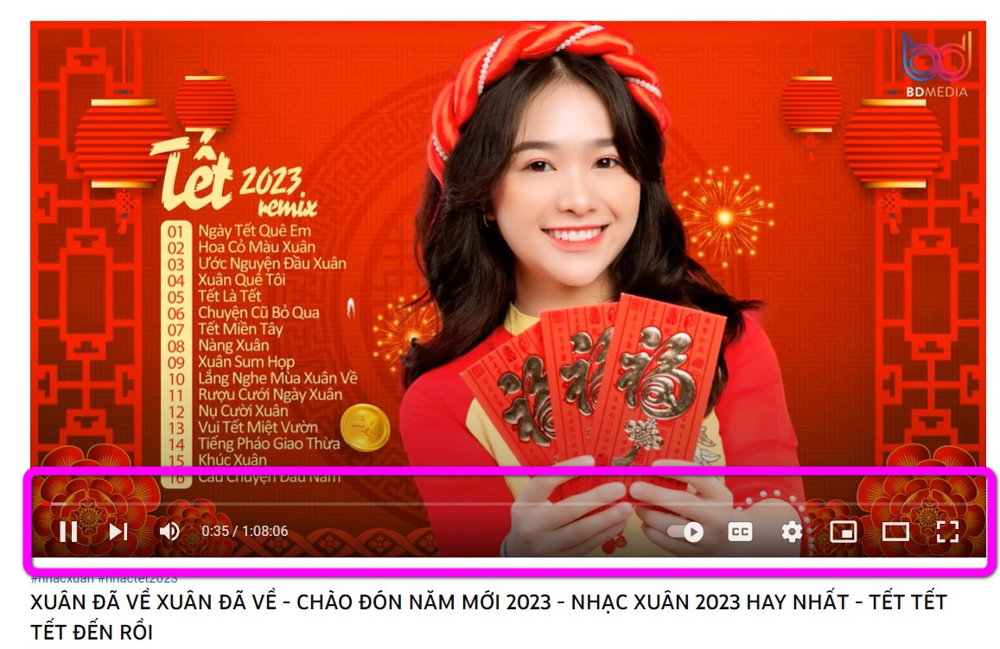 BDMEDIA
Tết 2023
remix
01 Ngày Tết Quê Em
02 Hoa Cỏ Màu Xuân
03 Ước Nguyện Đầu Xuân
04 Xuân Quê Tôi
05 Tết Là Tết
06 Chuyện Cũ Bỏ Qua
07 Tết Miền Tây
08 Nàng Xuân
09 Xuân Sum Họp
10 Lắng Nghe Mùa Xuân Về
11 Rượu Cưới Ngày Xuân
12 Nụ Cười Xuân
13 Vui Tết Miệt Vườn
14 Tiếng Pháo Giao Thừa
15 Khúc Xuân
16 Câu Chuyện Đầu Năm
福 福 福
0:35 / 1:08:06
CC
#nhacxuan #nhactet2023
XUÂN ĐÃ VỀ XUÂN ĐÃ VỀ - CHÀO ĐÓN NĂM MỚI 2023 - NHẠC XUÂN 2023 HAY NHẤT - TẾT TẾT
TẾT ĐẾN RỒI